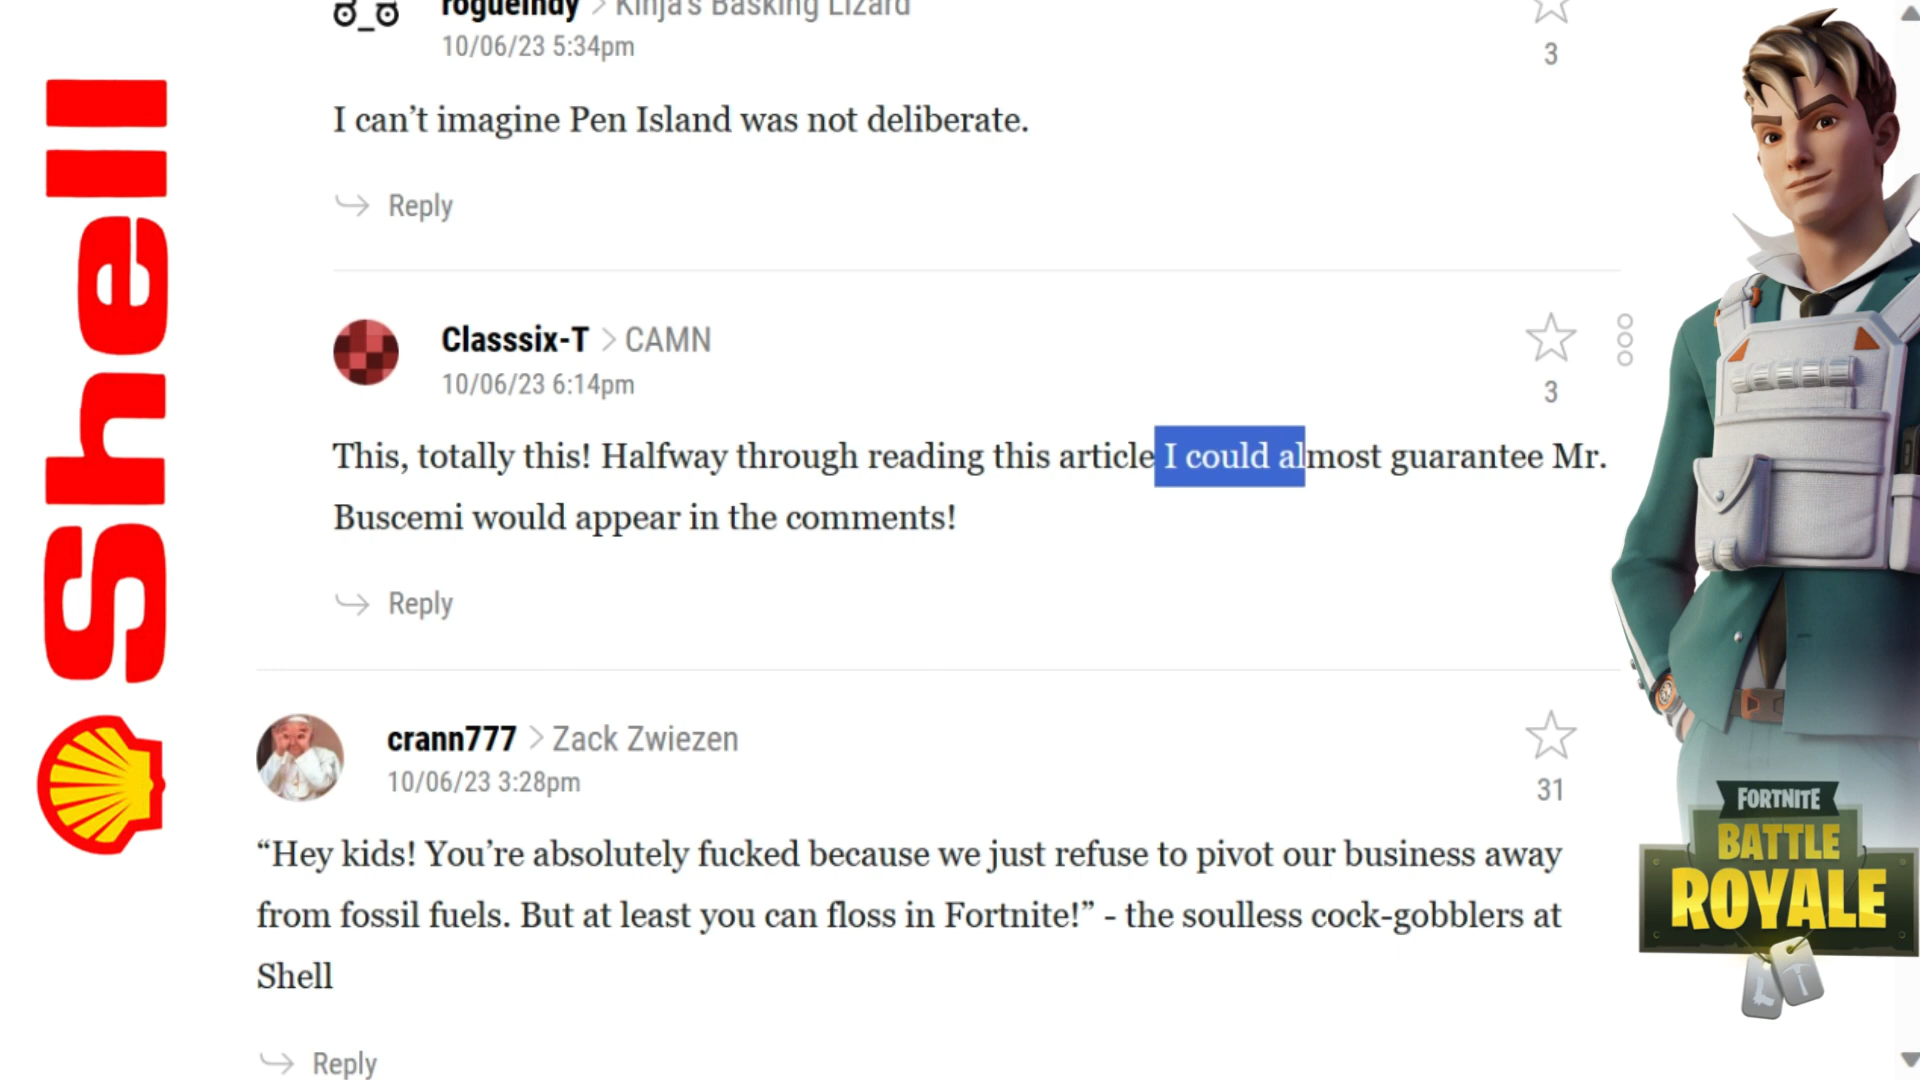 Shell
rogueindy > Kinja's Basking Lizard
10/06/23 5:34pm
3
I can’t imagine Pen Island was not deliberate.
Reply
Classsix-T > CAMN
10/06/23 6:14pm
3
This, totally this! Halfway through reading this article I could almost guarantee Mr.
Buscemi would appear in the comments!
Reply
crann777 > Zack Zwiezen
10/06/23 3:28pm
31
“Hey kids! You’re absolutely fucked because we just refuse to pivot our business away
from fossil fuels. But at least you can floss in Fortnite!” - the soulless cock-gobblers at
Shell
Reply
FORTNITE
BATTLE
ROYALE